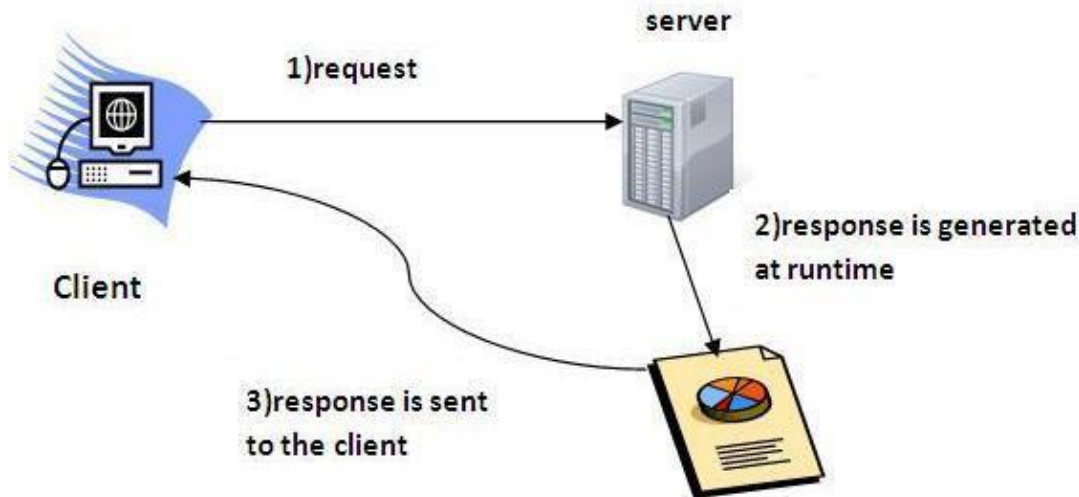 server
1)request
2)response is generated
at runtime
Client
3)response is sent
to the client